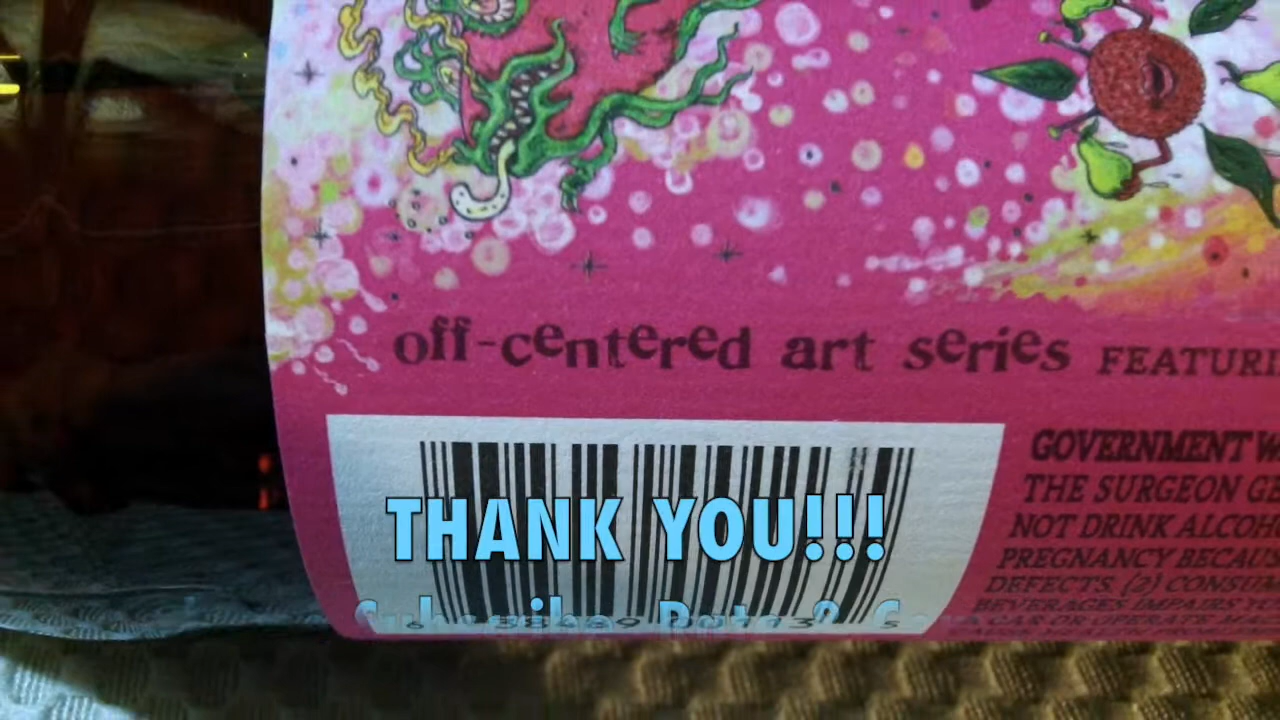 off-centered art series FEATURI
THANK YOU!!!
GOVERNMENT W
THE SURGEON GE
NOT DRINK ALCOH
PREGNANCY BECAUS
DEFECTS. (2) CONSUM